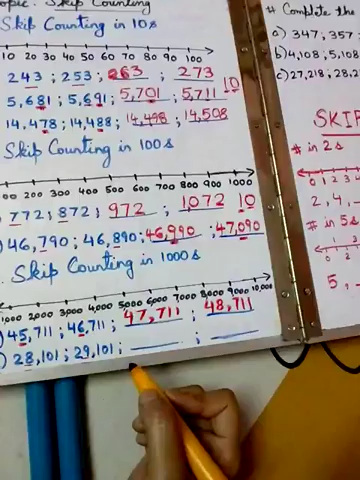 Topic: Skip Counting
Skip Counting in 10s
10 20 30 40 50 60 70 80 90 100
243 ; 253 ; 263 ; 273
10
5,681 ; 5,691 ; 5,701 ; 5,711
14,478 ; 14,488 ; 14,498 ; 14,508
Skip Counting in 100s
100 200 300 400 500 600 700 800 900 1000
772 ; 872 ; 972 ; 1072 10
46,790 ; 46,890 ; 46,990 ; 47,090
Skip Counting in 1000s
1000 2000 3000 4000 5000 6000 7000 8000 9000 10,000
45,711 ; 46,711 ; 47,711 ; 48,711
28,101 ; 29,101 ; ; 
# Complete the
a) 347 ; 357 ;
b) 4,108 ; 5,108
c) 27,218 ; 28,2
SKIP
# in 2s
0 1 2 3 4
2, 4,
# in 5s
0 1 2
5,